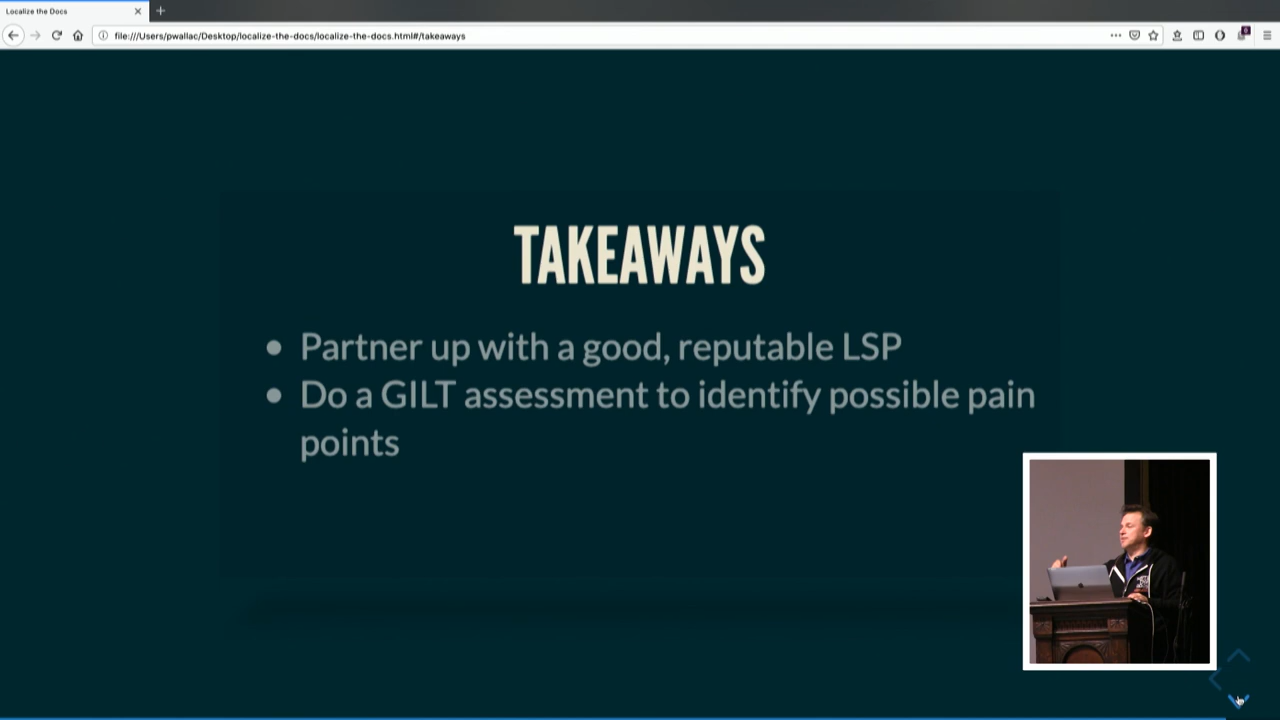 Localize the Docs
file:///Users/pwallac/Desktop/localize-the-docs/localize-the-docs.html#/takeaways
TAKEAWAYS
Partner up with a good, reputable LSP
Do a GILT assessment to identify possible pain
points